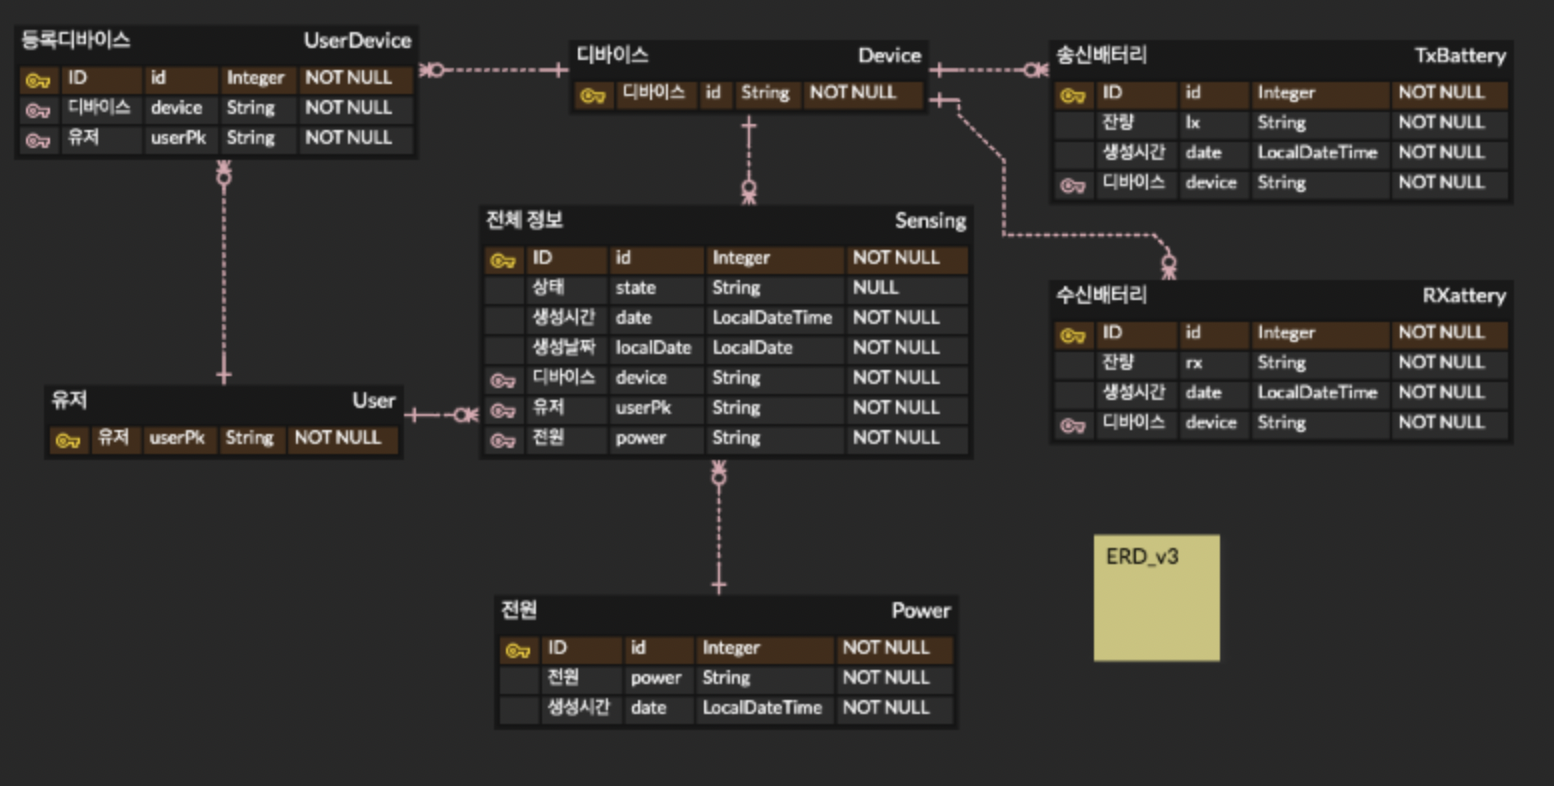 등록디바이스 UserDevice
ID id Integer NOT NULL
디바이스 device String NOT NULL
유저 userPk String NOT NULL
디바이스 Device
디바이스 id String NOT NULL
송신배터리 TxBattery
ID id Integer NOT NULL
잔량 lx String NOT NULL
생성시간 date LocalDateTime NOT NULL
디바이스 device String NOT NULL
전체 정보 Sensing
ID id Integer NOT NULL
상태 state String NULL
생성시간 date LocalDateTime NOT NULL
생성날짜 localDate LocalDate NOT NULL
디바이스 device String NOT NULL
유저 userPk String NOT NULL
전원 power String NOT NULL
수신배터리 RXattery
ID id Integer NOT NULL
잔량 rx String NOT NULL
생성시간 date LocalDateTime NOT NULL
디바이스 device String NOT NULL
유저 User
유저 userPk String NOT NULL
전원 Power
ID id Integer NOT NULL
전원 power String NOT NULL
생성시간 date LocalDateTime NOT NULL
ERD_v3